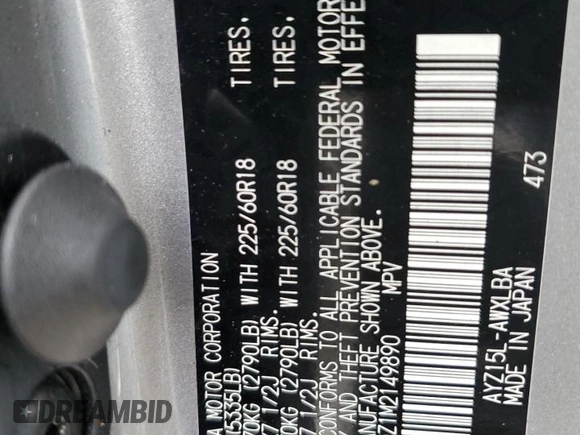 A MOTOR CORPORATION
(5335LB)
70KG (2790LB) WITH 225/60R18 TIRES.
7 1/2J RIMS.
70KG (2790LB) WITH 225/60R18 TIRES.
7 1/2J RIMS.
CONFORMS TO ALL APPLICABLE FEDERAL MOTOR
Y AND THEFT PREVENTION STANDARDS IN EFFE
NUFACTURE SHOWN ABOVE.
Z1M2149890 MPV
AYZ15L-AWXLBA 473
MADE IN JAPAN
BIDHISTORY